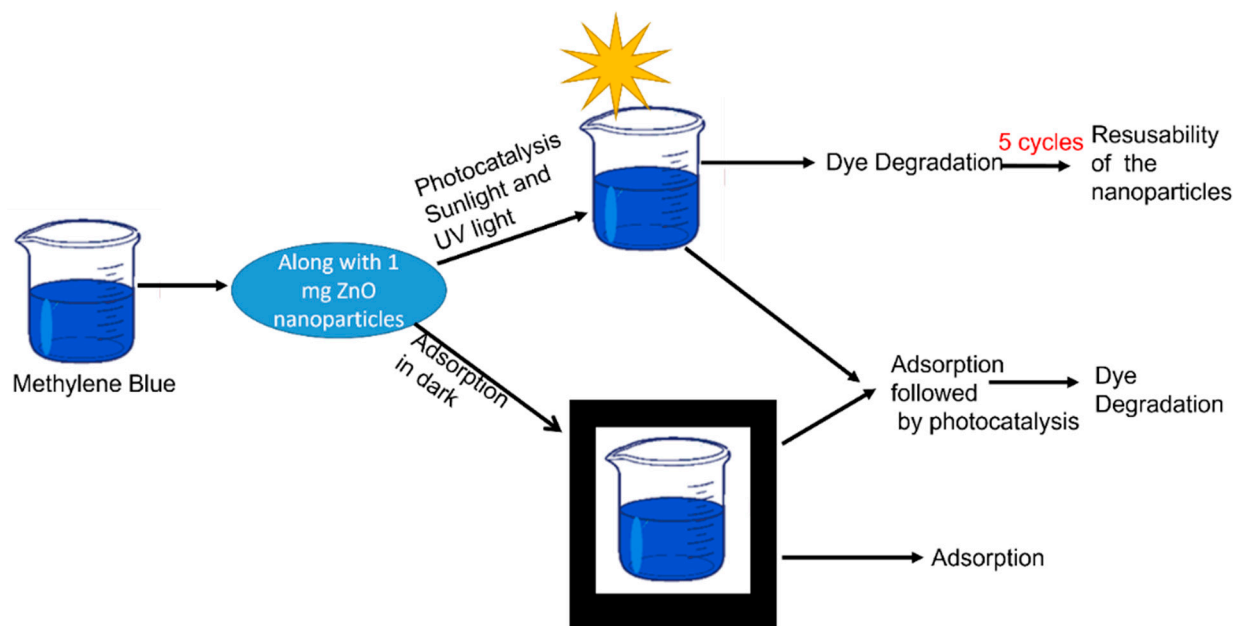 Methylene Blue
Along with 1
mg ZnO
nanoparticles
Photocatalysis
Sunlight and
UV light
Adsorption
in dark
Dye Degradation
5 cycles
Resusability
of the
nanoparticles
Adsorption
followed
by photocatalysis
Dye
Degradation
Adsorption